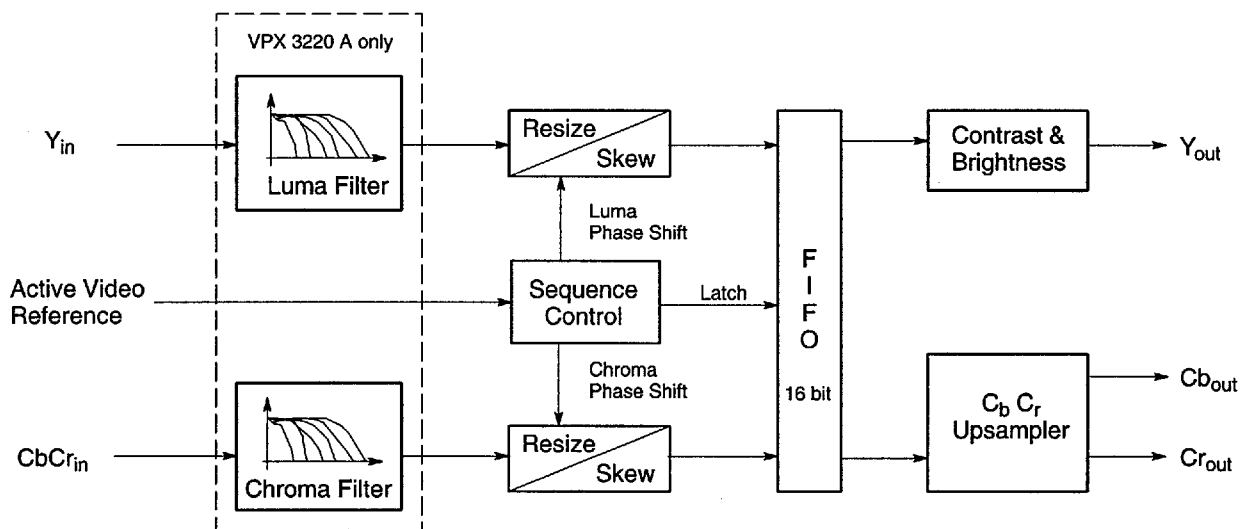 VPX 3220 A only
Y_in
Luma Filter
Resize
Skew
Contrast &
Brightness
Y_out
Luma
Phase Shift
Active Video
Reference
Sequence
Control
Latch
F
I
F
O
16 bit
Chroma
Phase Shift
CbCr_in
Chroma Filter
Resize
Skew
C_b C_r
Upsampler
Cb_out
Cr_out